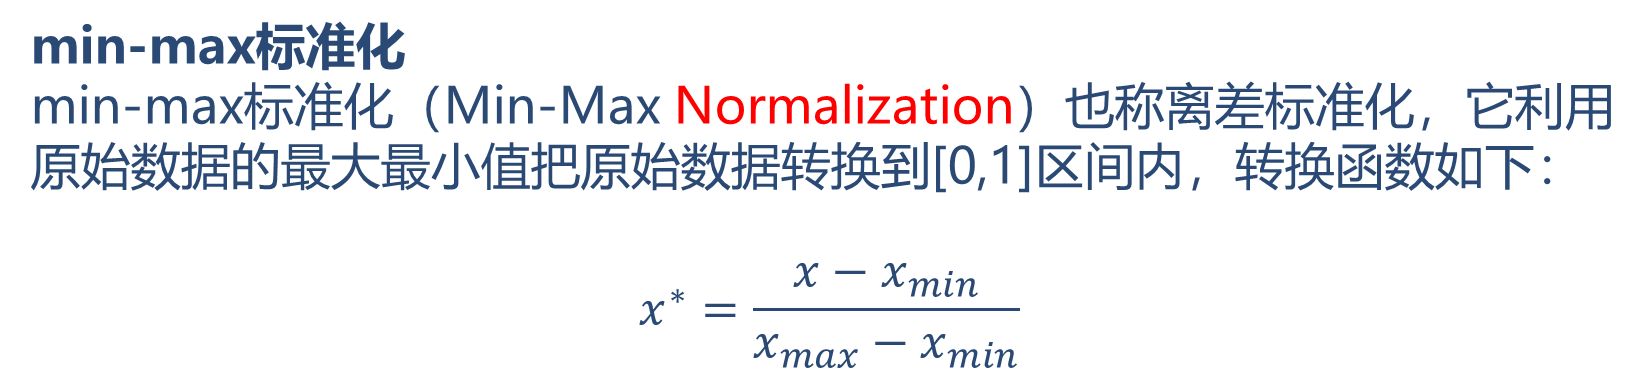 min-max标准化
min-max标准化（Min-Max Normalization）也称离差标准化，它利用
原始数据的最大最小值把原始数据转换到[0,1]区间内，转换函数如下：
x* = (x − x_min) / (x_max − x_min)